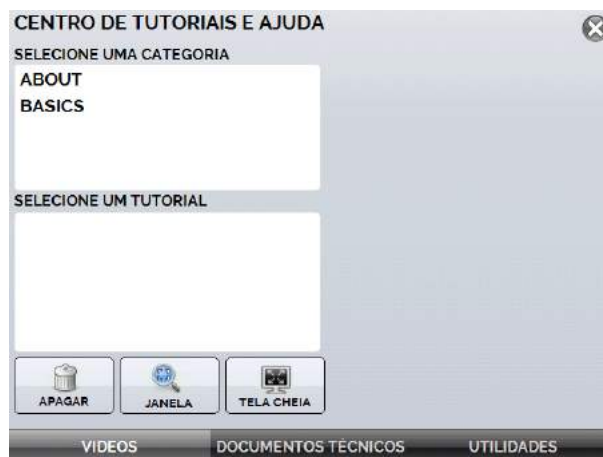 CENTRO DE TUTORIAIS E AJUDA
SELECIONE UMA CATEGORIA
ABOUT
BASICS
SELECIONE UM TUTORIAL
APAGAR
JANELA
TELA CHEIA
VIDEOS
DOCUMENTOS TÉCNICOS
UTILIDADES